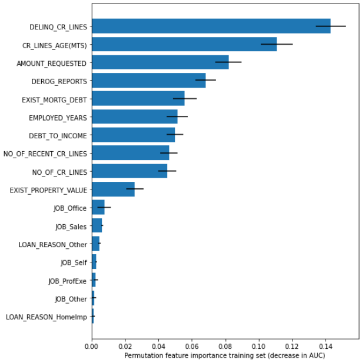 DELINQ_CR_LINES
CR_LINES_AGE(MTS)
AMOUNT_REQUESTED
DEROG_REPORTS
EXIST_MORTG_DEBT
EMPLOYED_YEARS
DEBT_TO_INCOME
NO_OF_RECENT_CR_LINES
NO_OF_CR_LINES
EXIST_PROPERTY_VALUE
JOB_Office
JOB_Sales
LOAN_REASON_Other
JOB_Self
JOB_ProfExe
JOB_Other
LOAN_REASON_HomeImp
0.00 0.02 0.04 0.06 0.08 0.10 0.12 0.14
Permutation feature importance training set (decrease in AUC)